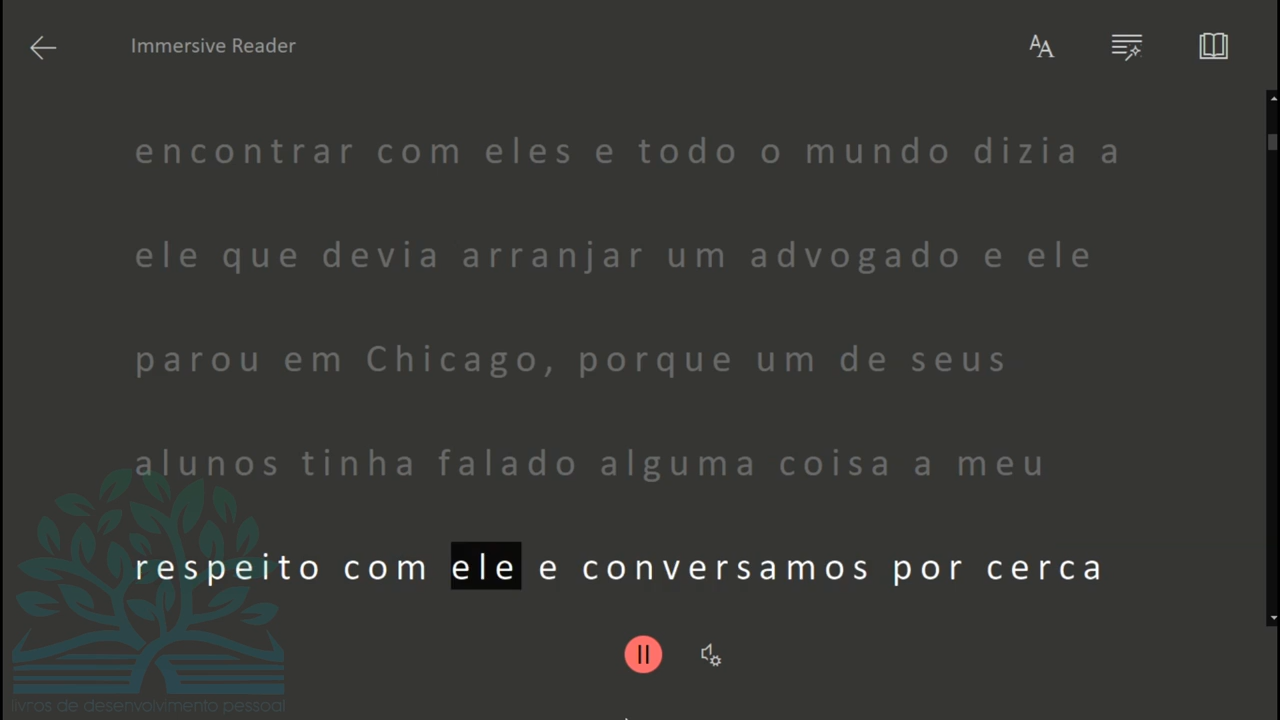 Immersive Reader
encontrar com eles e todo o mundo dizia a
ele que devia arranjar um advogado e ele
parou em Chicago, porque um de seus
alunos tinha falado alguma coisa a meu
respeito com ele e conversamos por cerca
livros de desenvolvimento pessoal